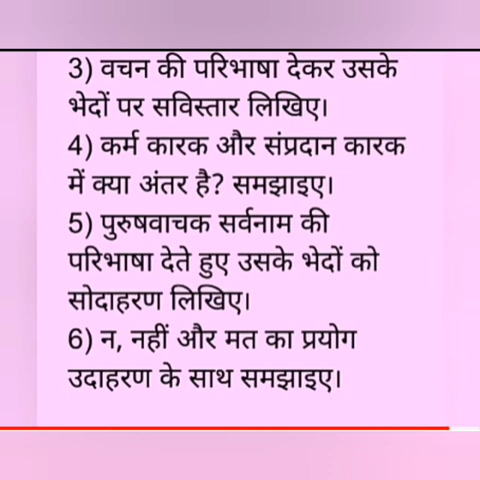 3) वचन की परिभाषा देकर उसके
भेदों पर सविस्तार लिखिए।
4) कर्म कारक और संप्रदान कारक
में क्या अंतर है? समझाइए।
5) पुरुषवाचक सर्वनाम की
परिभाषा देते हुए उसके भेदों को
सोदाहरण लिखिए।
6) न, नहीं और मत का प्रयोग
उदाहरण के साथ समझाइए।